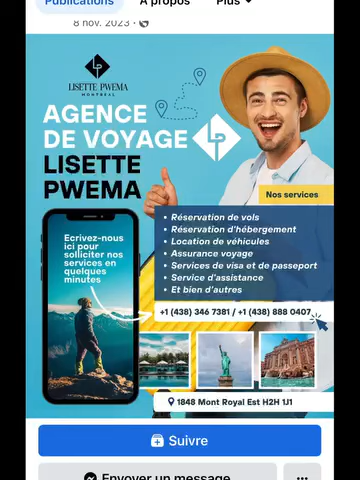 Publications À propos Plus
8 nov. 2023
LISETTE PWEMA
MONTREAL
AGENCE
DE VOYAGE
LISETTE
PWEMA
LP
Nos services
Ecrivez-nous
ici pour
solliciter nos
services en
quelques
minutes
• Réservation de vols
• Réservation d'hébergement
• Location de véhicules
• Assurance voyage
• Services de visa et de passeport
• Service d'assistance
• Et bien d'autres
+1 (438) 346 7381 / +1 (438) 888 0407
1848 Mont Royal Est H2H 1J1
Suivre
Envoyer un message